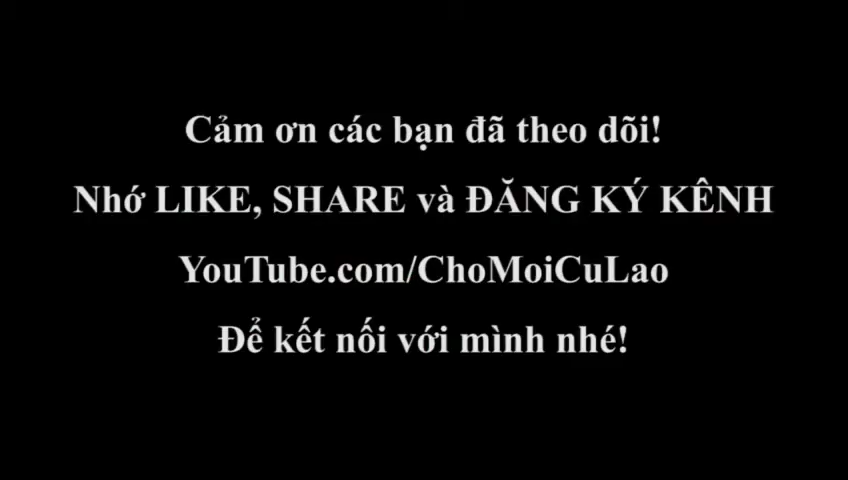 Cảm ơn các bạn đã theo dõi!
Nhớ LIKE, SHARE và ĐĂNG KÝ KÊNH
YouTube.com/ChoMoiCuLao
Để kết nối với mình nhé!